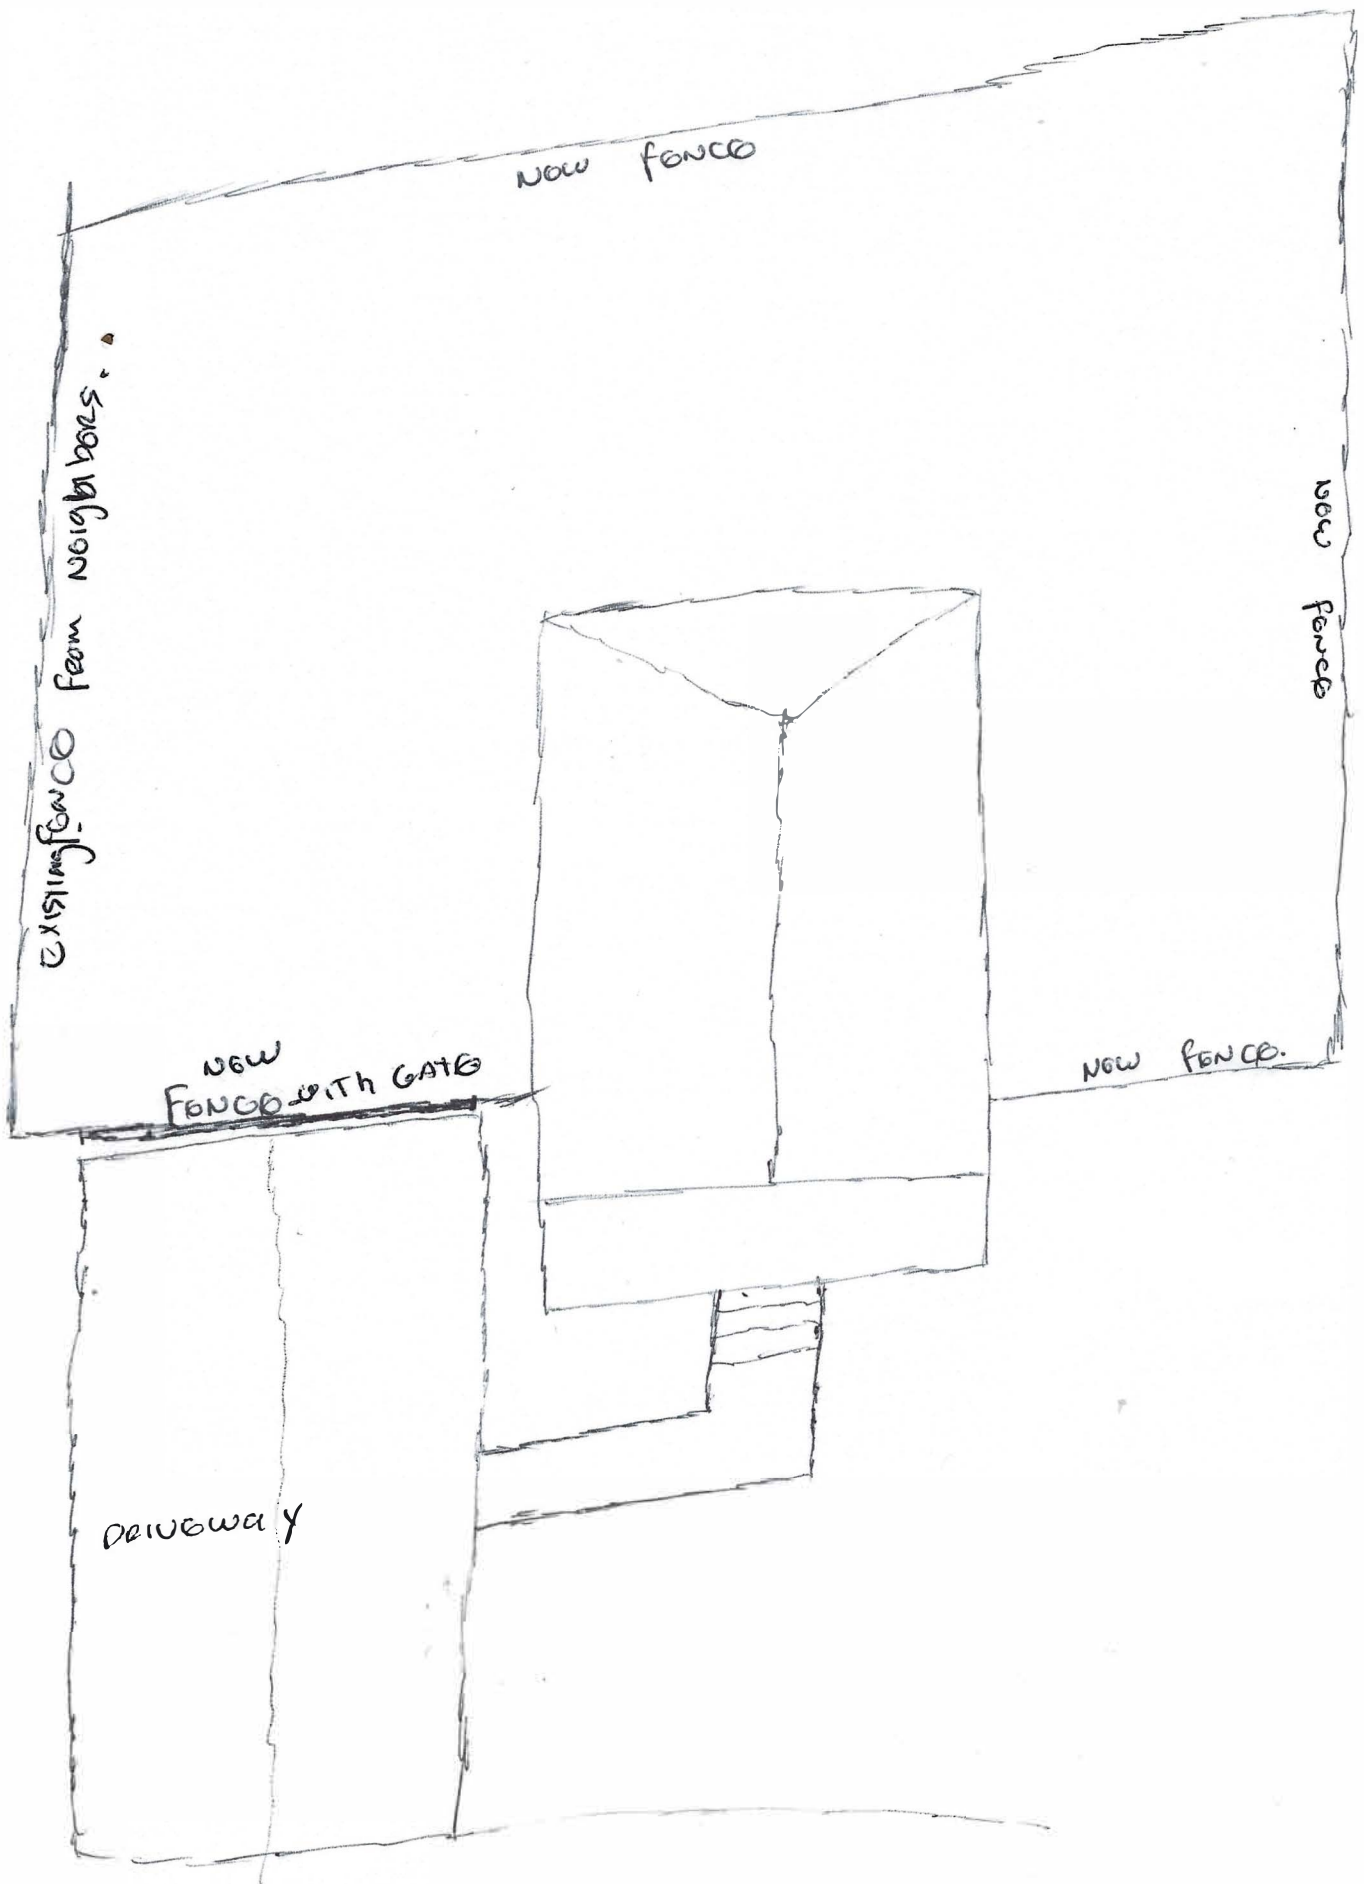 NEW FENCE
EXISTING FENCE FROM NEIGHBORS..
NEW FENCE
NEW
FENCE WITH GATE
NEW FENCE.
DRIVEWAY